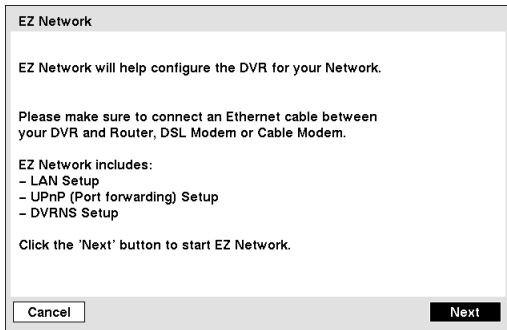 EZ Network
EZ Network will help configure the DVR for your Network.
Please make sure to connect an Ethernet cable between
your DVR and Router, DSL Modem or Cable Modem.
EZ Network includes:
– LAN Setup
– UPnP (Port forwarding) Setup
– DVRNS Setup
Click the 'Next' button to start EZ Network.
Cancel
Next